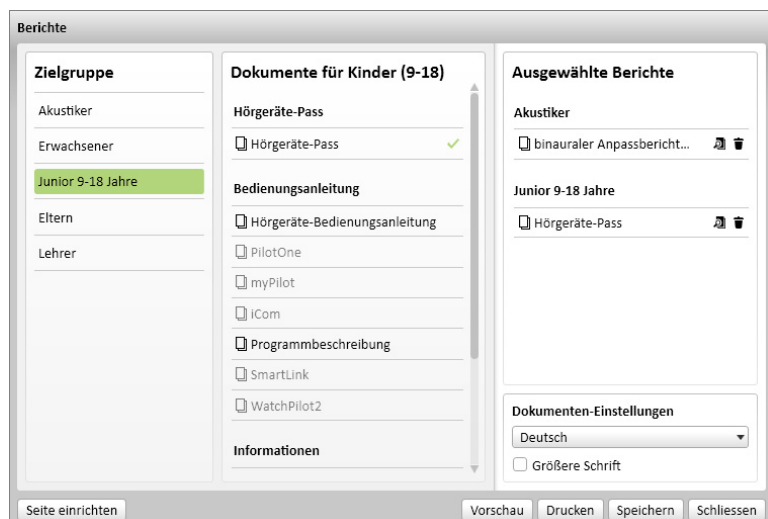 Berichte
Zielgruppe
Akustiker
Erwachsener
Junior 9-18 Jahre
Eltern
Lehrer
Dokumente für Kinder (9-18)
Hörgeräte-Pass
Hörgeräte-Pass
Bedienungsanleitung
Hörgeräte-Bedienungsanleitung
PilotOne
myPilot
iCom
Programmbeschreibung
SmartLink
WatchPilot2
Informationen
Ausgewählte Berichte
Akustiker
binauraler Anpassbericht...
Junior 9-18 Jahre
Hörgeräte-Pass
Dokumenten-Einstellungen
Deutsch
Größere Schrift
Seite einrichten
Vorschau
Drucken
Speichern
Schliessen